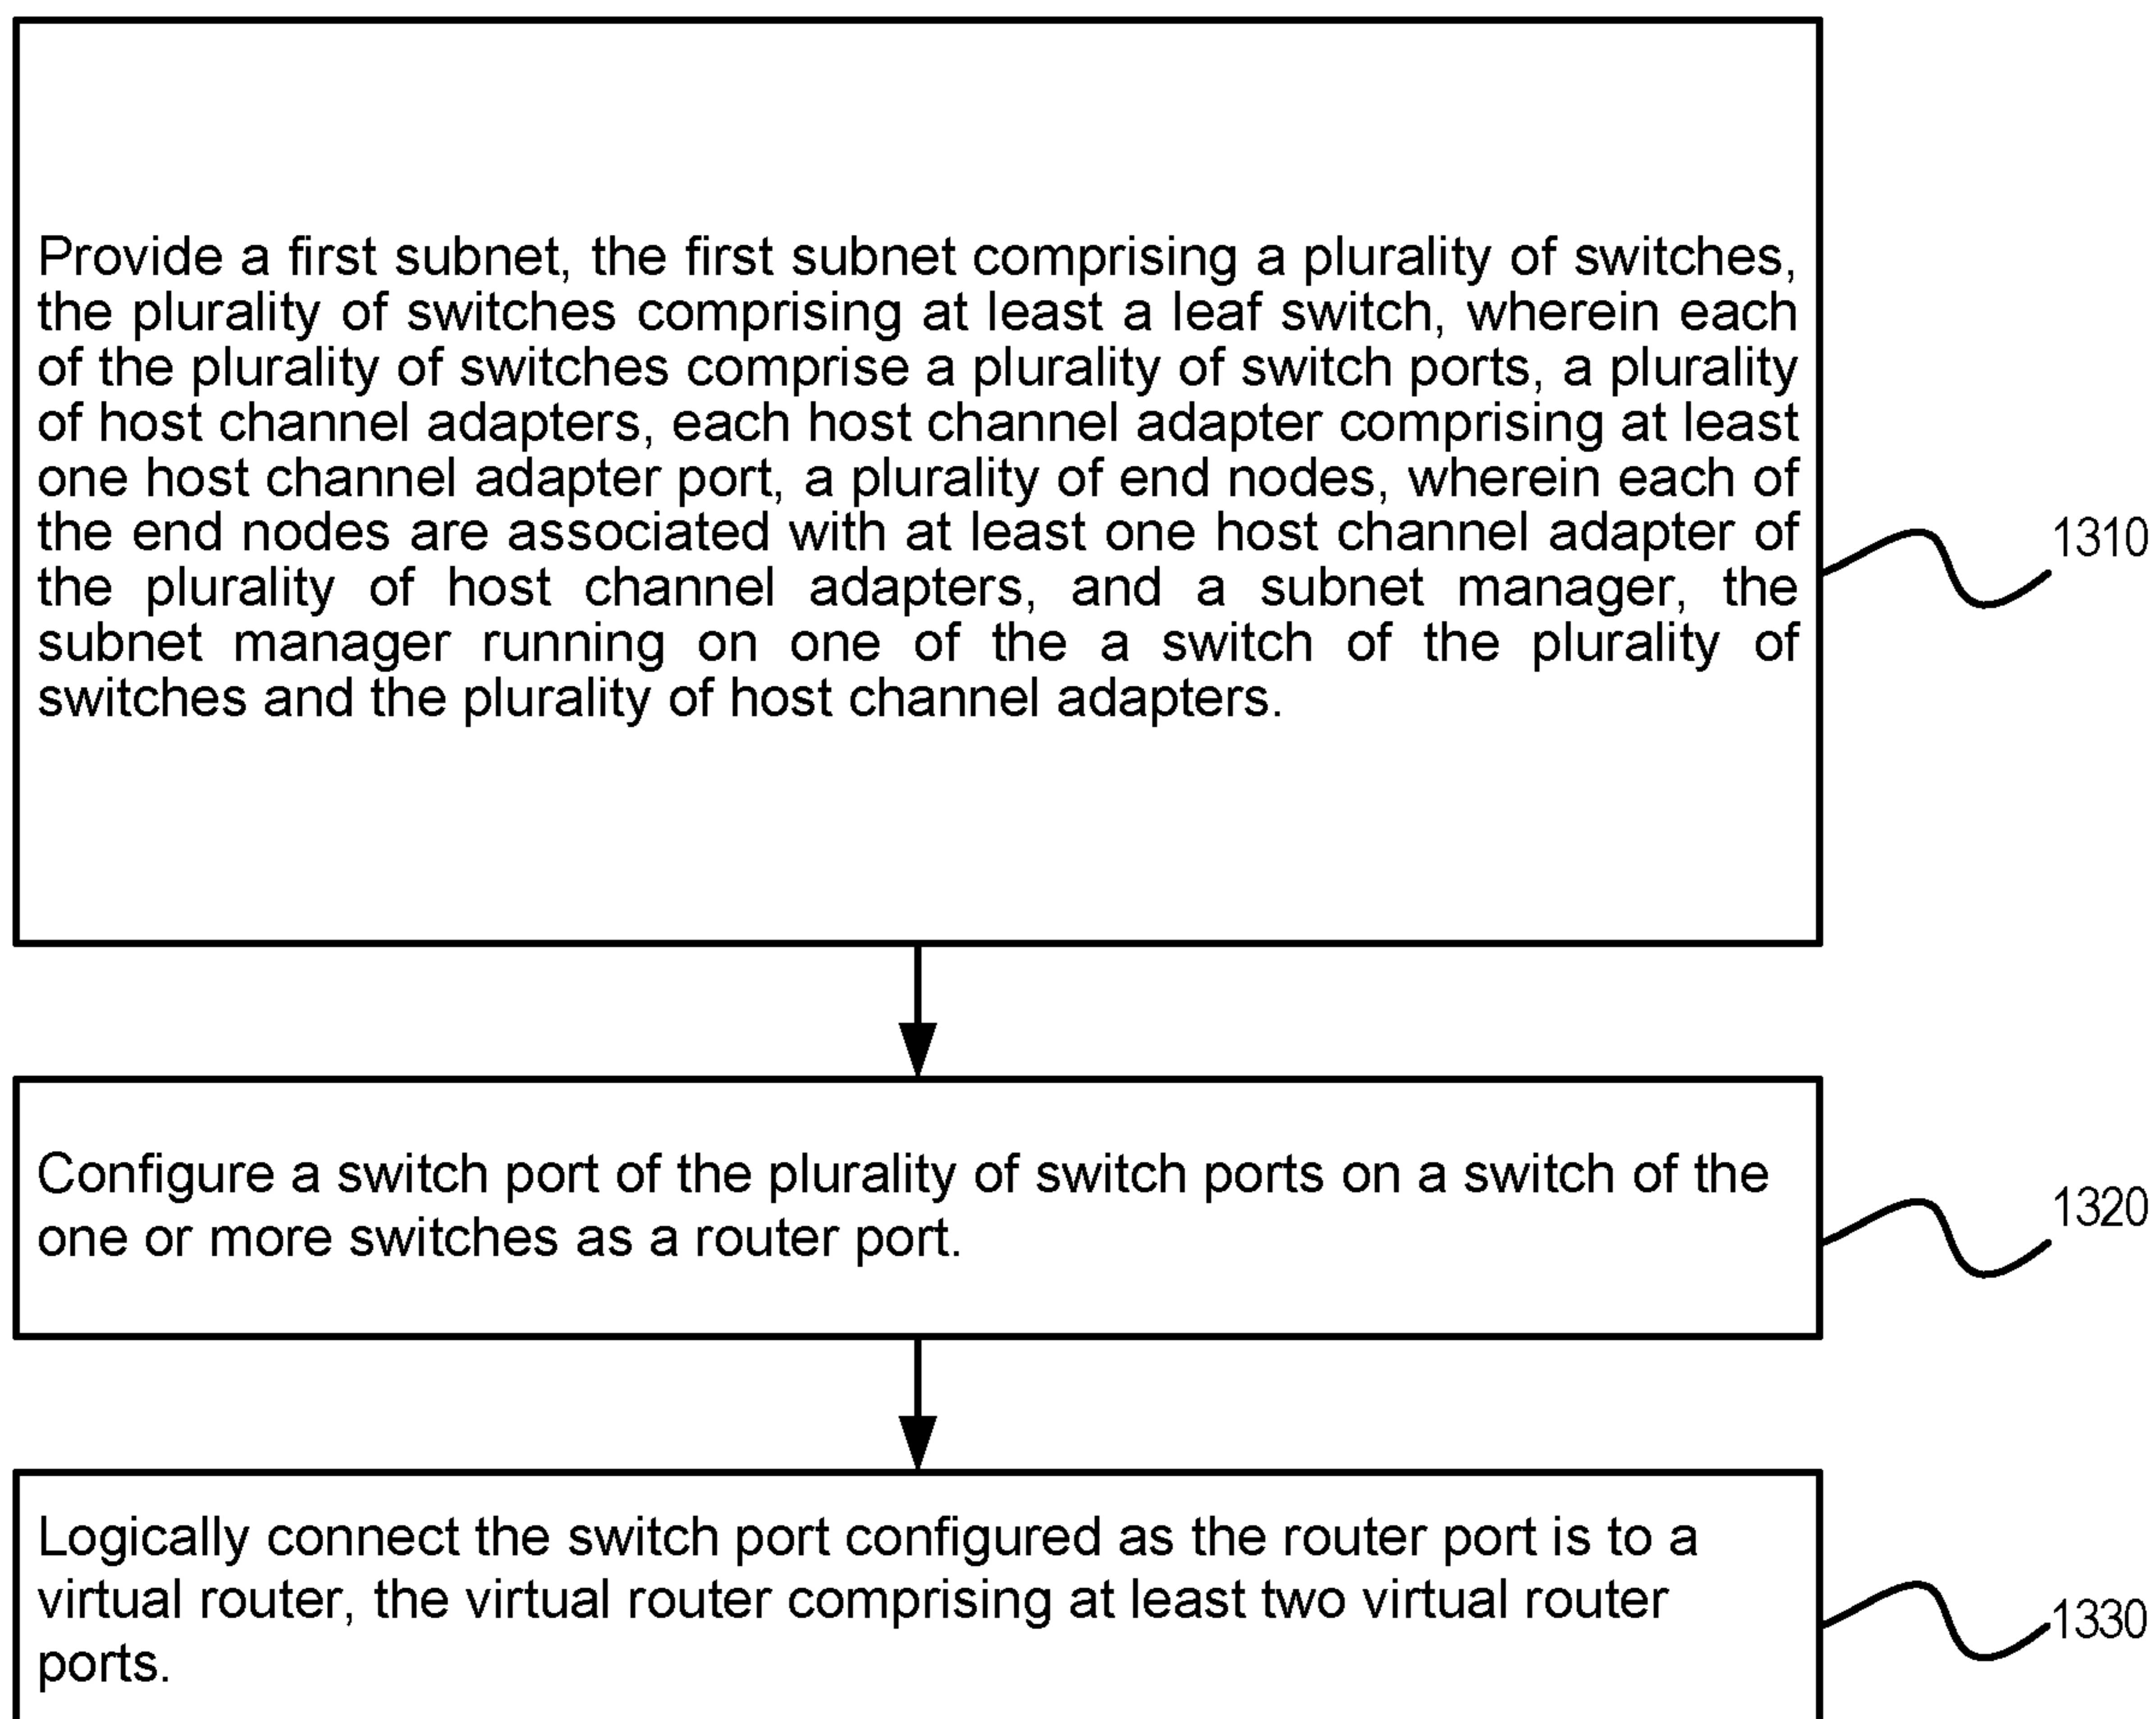 Provide a first subnet, the first subnet comprising a plurality of switches,
the plurality of switches comprising at least a leaf switch, wherein each
of the plurality of switches comprise a plurality of switch ports, a plurality
of host channel adapters, each host channel adapter comprising at least
one host channel adapter port, a plurality of end nodes, wherein each of
the end nodes are associated with at least one host channel adapter of
the plurality of host channel adapters, and a subnet manager, the
subnet manager running on one of the a switch of the plurality of
switches and the plurality of host channel adapters.
1310
Configure a switch port of the plurality of switch ports on a switch of the
one or more switches as a router port.
1320
Logically connect the switch port configured as the router port is to a
virtual router, the virtual router comprising at least two virtual router
ports.
1330